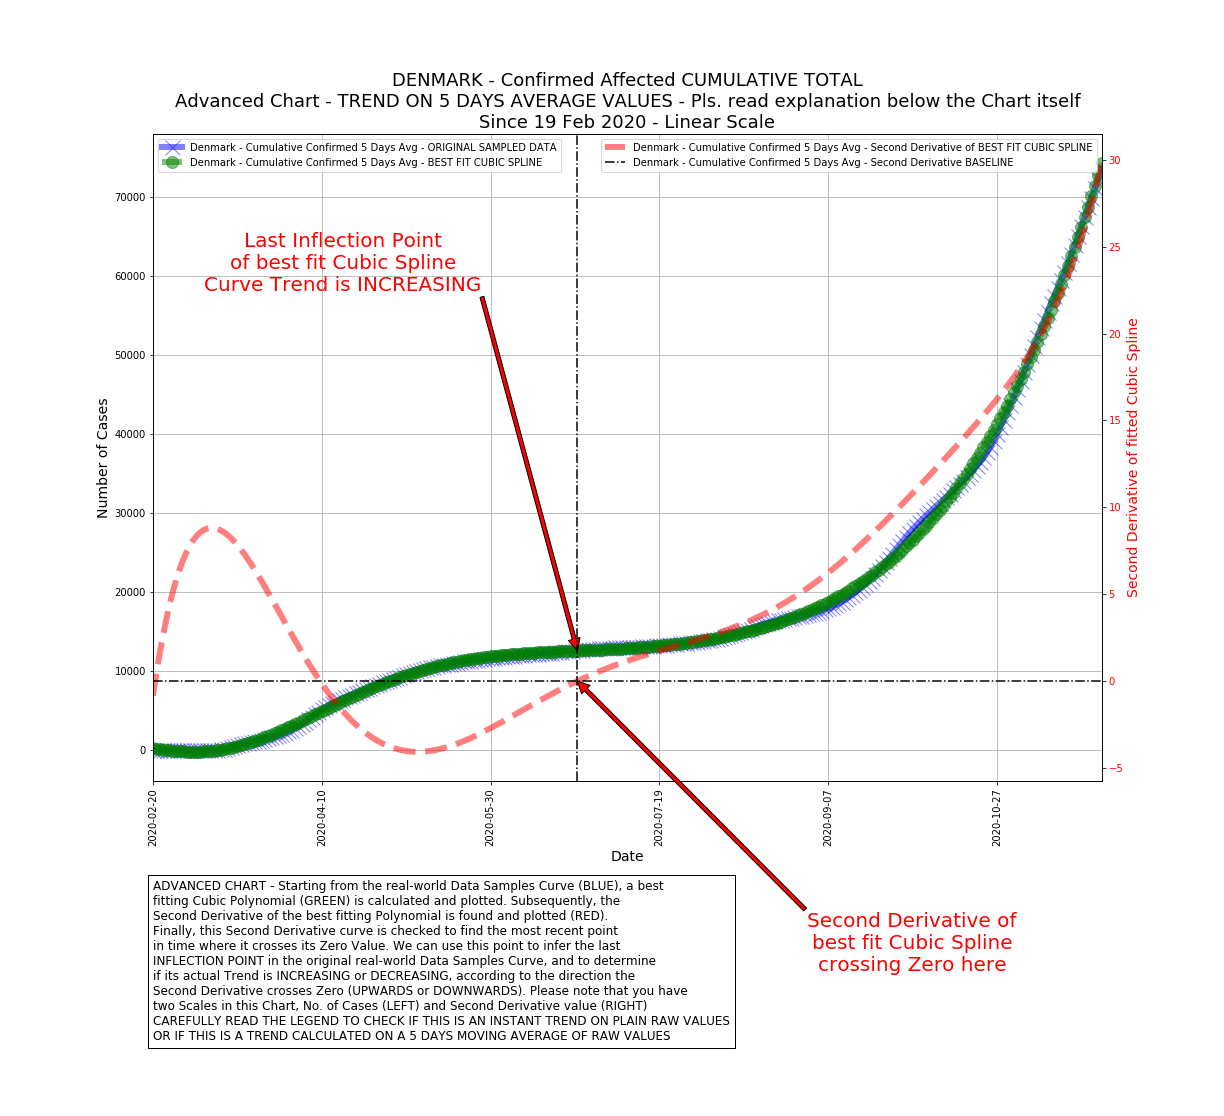 DENMARK - Confirmed Affected CUMULATIVE TOTAL
Advanced Chart - TREND ON 5 DAYS AVERAGE VALUES - Pls. read explanation below the Chart itself
Since 19 Feb 2020 - Linear Scale
Denmark - Cumulative Confirmed 5 Days Avg - ORIGINAL SAMPLED DATA
Denmark - Cumulative Confirmed 5 Days Avg - BEST FIT CUBIC SPLINE
Denmark - Cumulative Confirmed 5 Days Avg - Second Derivative of BEST FIT CUBIC SPLINE
Denmark - Cumulative Confirmed 5 Days Avg - Second Derivative BASELINE
Last Inflection Point
of best fit Cubic Spline
Curve Trend is INCREASING
Number of Cases
70000
60000
50000
40000
30000
20000
10000
0
30
25
20
15
10
5
0
−5
Second Derivative of fitted Cubic Spline
2020-02-20
2020-04-10
2020-05-30
2020-07-19
2020-09-07
2020-10-27
Date
ADVANCED CHART - Starting from the real-world Data Samples Curve (BLUE), a best
fitting Cubic Polynomial (GREEN) is calculated and plotted. Subsequently, the
Second Derivative of the best fitting Polynomial is found and plotted (RED).
Finally, this Second Derivative curve is checked to find the most recent point
in time where it crosses its Zero Value. We can use this point to infer the last
INFLECTION POINT in the original real-world Data Samples Curve, and to determine
if its actual Trend is INCREASING or DECREASING, according to the direction the
Second Derivative crosses Zero (UPWARDS or DOWNWARDS). Please note that you have
two Scales in this Chart, No. of Cases (LEFT) and Second Derivative value (RIGHT)
CAREFULLY READ THE LEGEND TO CHECK IF THIS IS AN INSTANT TREND ON PLAIN RAW VALUES
OR IF THIS IS A TREND CALCULATED ON A 5 DAYS MOVING AVERAGE OF RAW VALUES
Second Derivative of
best fit Cubic Spline
crossing Zero here